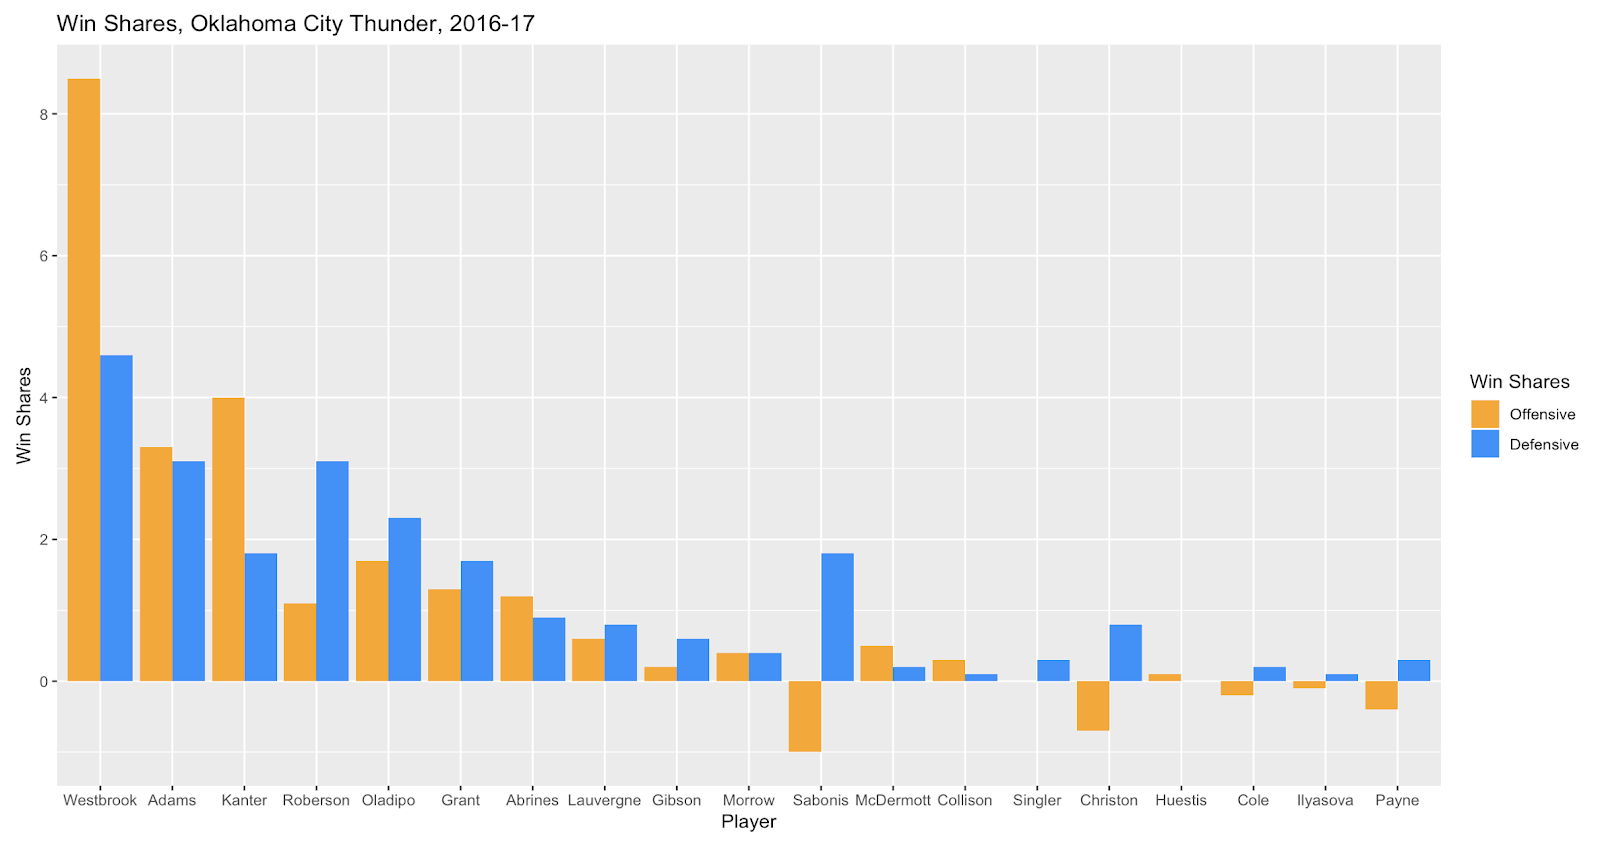 Win Shares, Oklahoma City Thunder, 2016-17
8
6
4
2
0
Win Shares
Westbrook Adams Kanter Roberson Oladipo Grant Abrines Lauvergne Gibson Morrow Sabonis McDermott Collison Singler Christon Huestis Cole Ilyasova Payne
Player
Win Shares
Offensive
Defensive